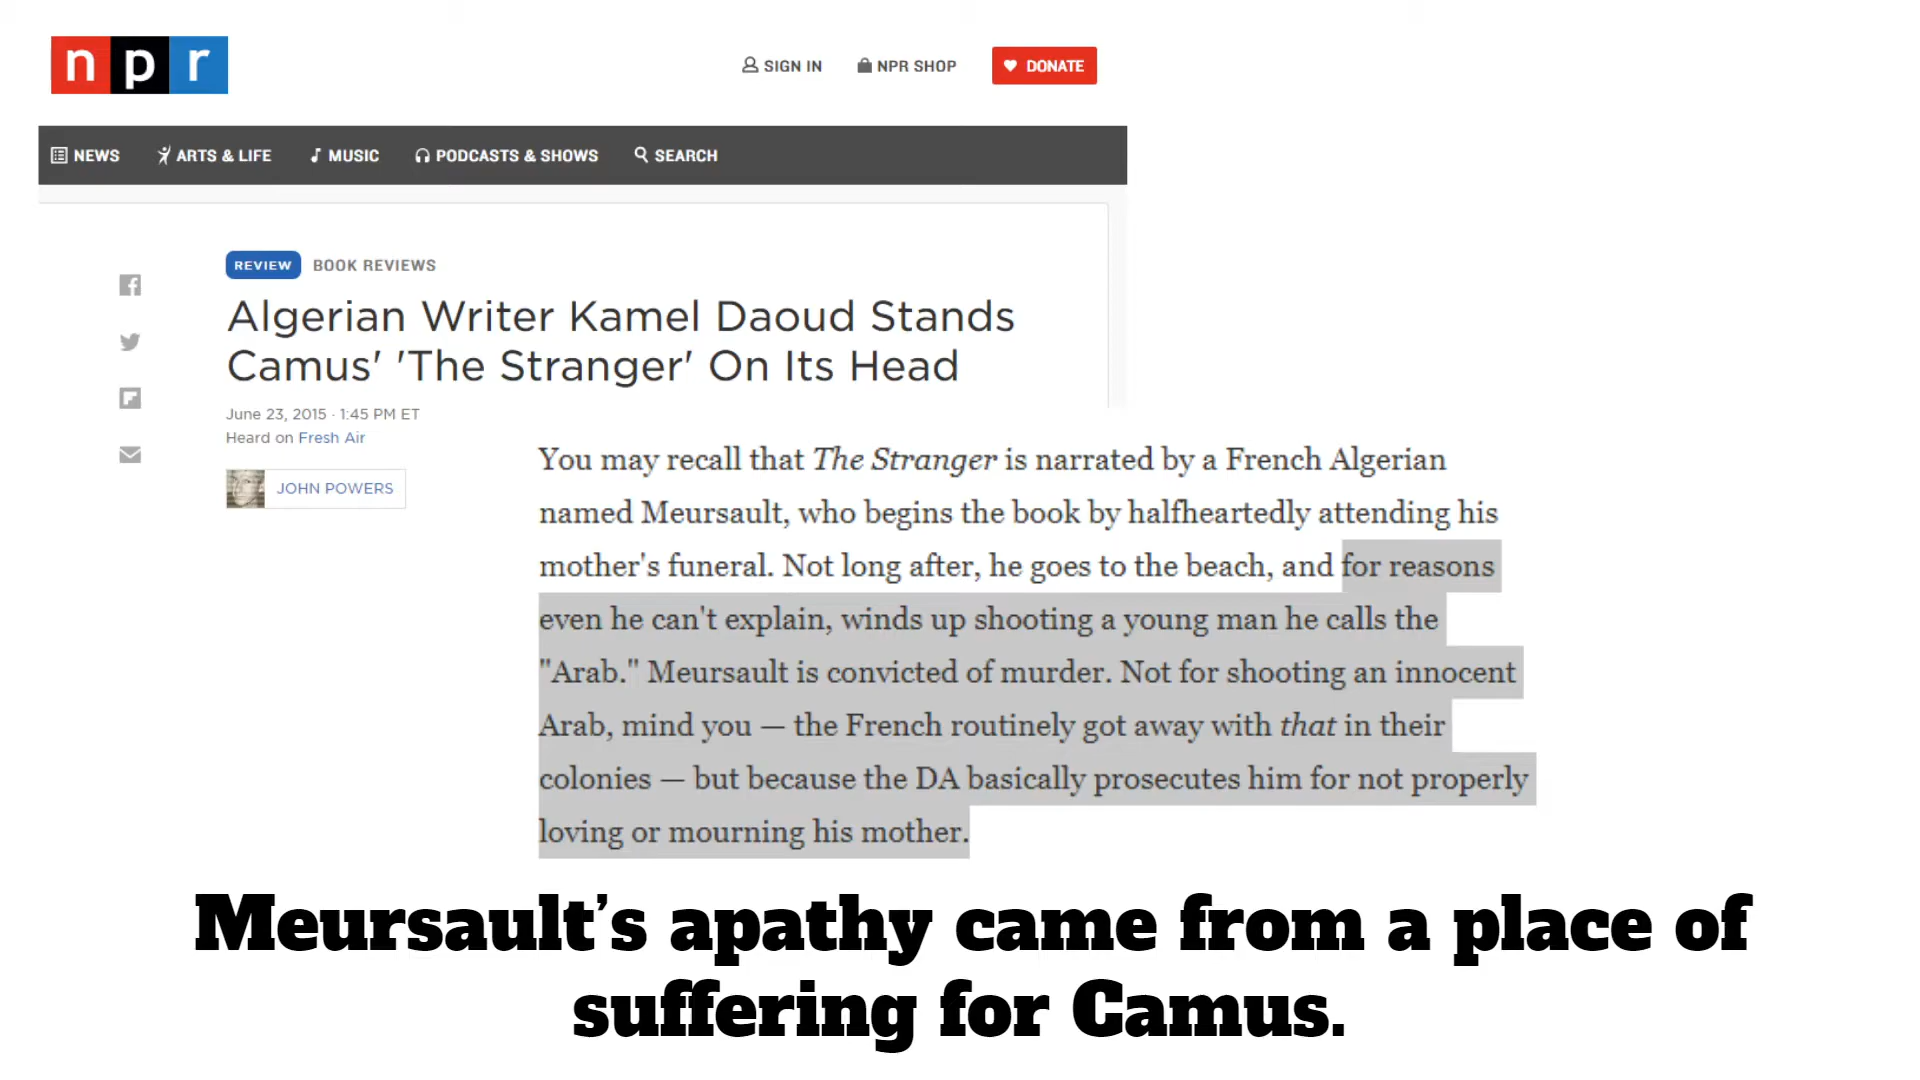 npr
SIGN IN NPR SHOP DONATE
NEWS ARTS & LIFE MUSIC PODCASTS & SHOWS SEARCH
REVIEW BOOK REVIEWS
Algerian Writer Kamel Daoud Stands
Camus' 'The Stranger' On Its Head
June 23, 2015 · 1:45 PM ET
Heard on Fresh Air
JOHN POWERS
You may recall that The Stranger is narrated by a French Algerian
named Meursault, who begins the book by halfheartedly attending his
mother's funeral. Not long after, he goes to the beach, and for reasons
even he can't explain, winds up shooting a young man he calls the
"Arab." Meursault is convicted of murder. Not for shooting an innocent
Arab, mind you — the French routinely got away with that in their
colonies — but because the DA basically prosecutes him for not properly
loving or mourning his mother.
Meursault’s apathy came from a place of
suffering for Camus.